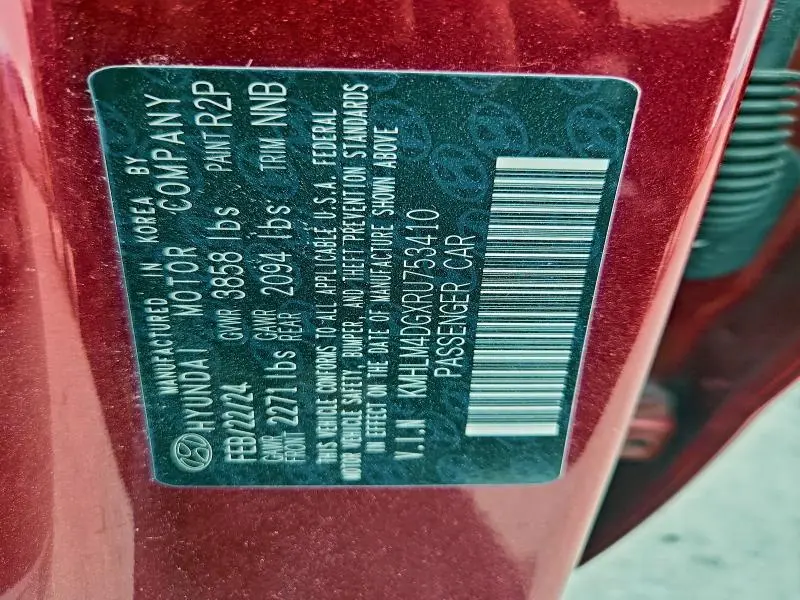 MANUFACTURED IN KOREA BY
HYUNDAI MOTOR COMPANY
FEB/22/24 GVWR 3858 lbs PAINT R2P
GAWR FRONT 2271 lbs GAWR REAR 2094 lbs TRIM NNB
THIS VEHICLE CONFORMS TO ALL APPLICABLE U.S.A. FEDERAL
MOTOR VEHICLE SAFETY, BUMPER, AND THEFT PREVENTION STANDARDS
IN EFFECT ON THE DATE OF MANUFACTURE SHOWN ABOVE
V.I.N KMHLM4DGXRU753410
PASSENGER CAR